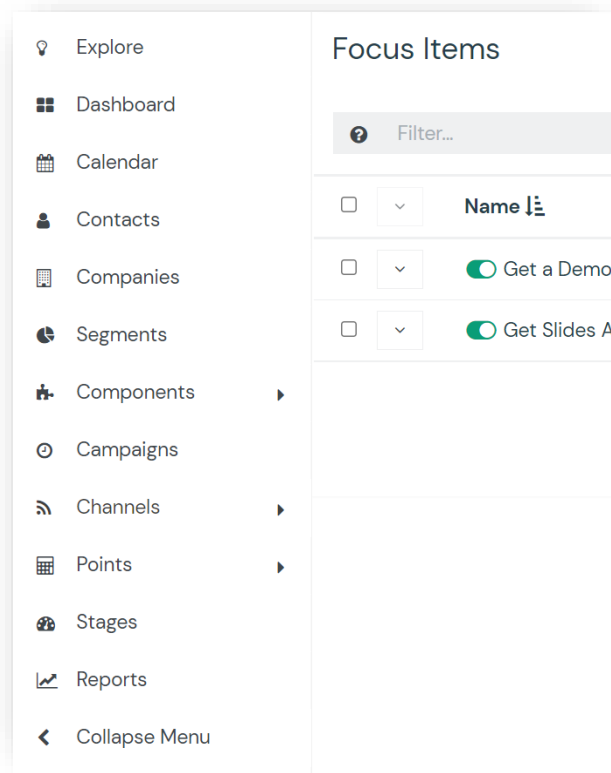 Explore
Dashboard
Calendar
Contacts
Companies
Segments
Components
Campaigns
Channels
Points
Stages
Reports
Collapse Menu
Focus Items
Filter...
Name
Get a Demo
Get Slides A